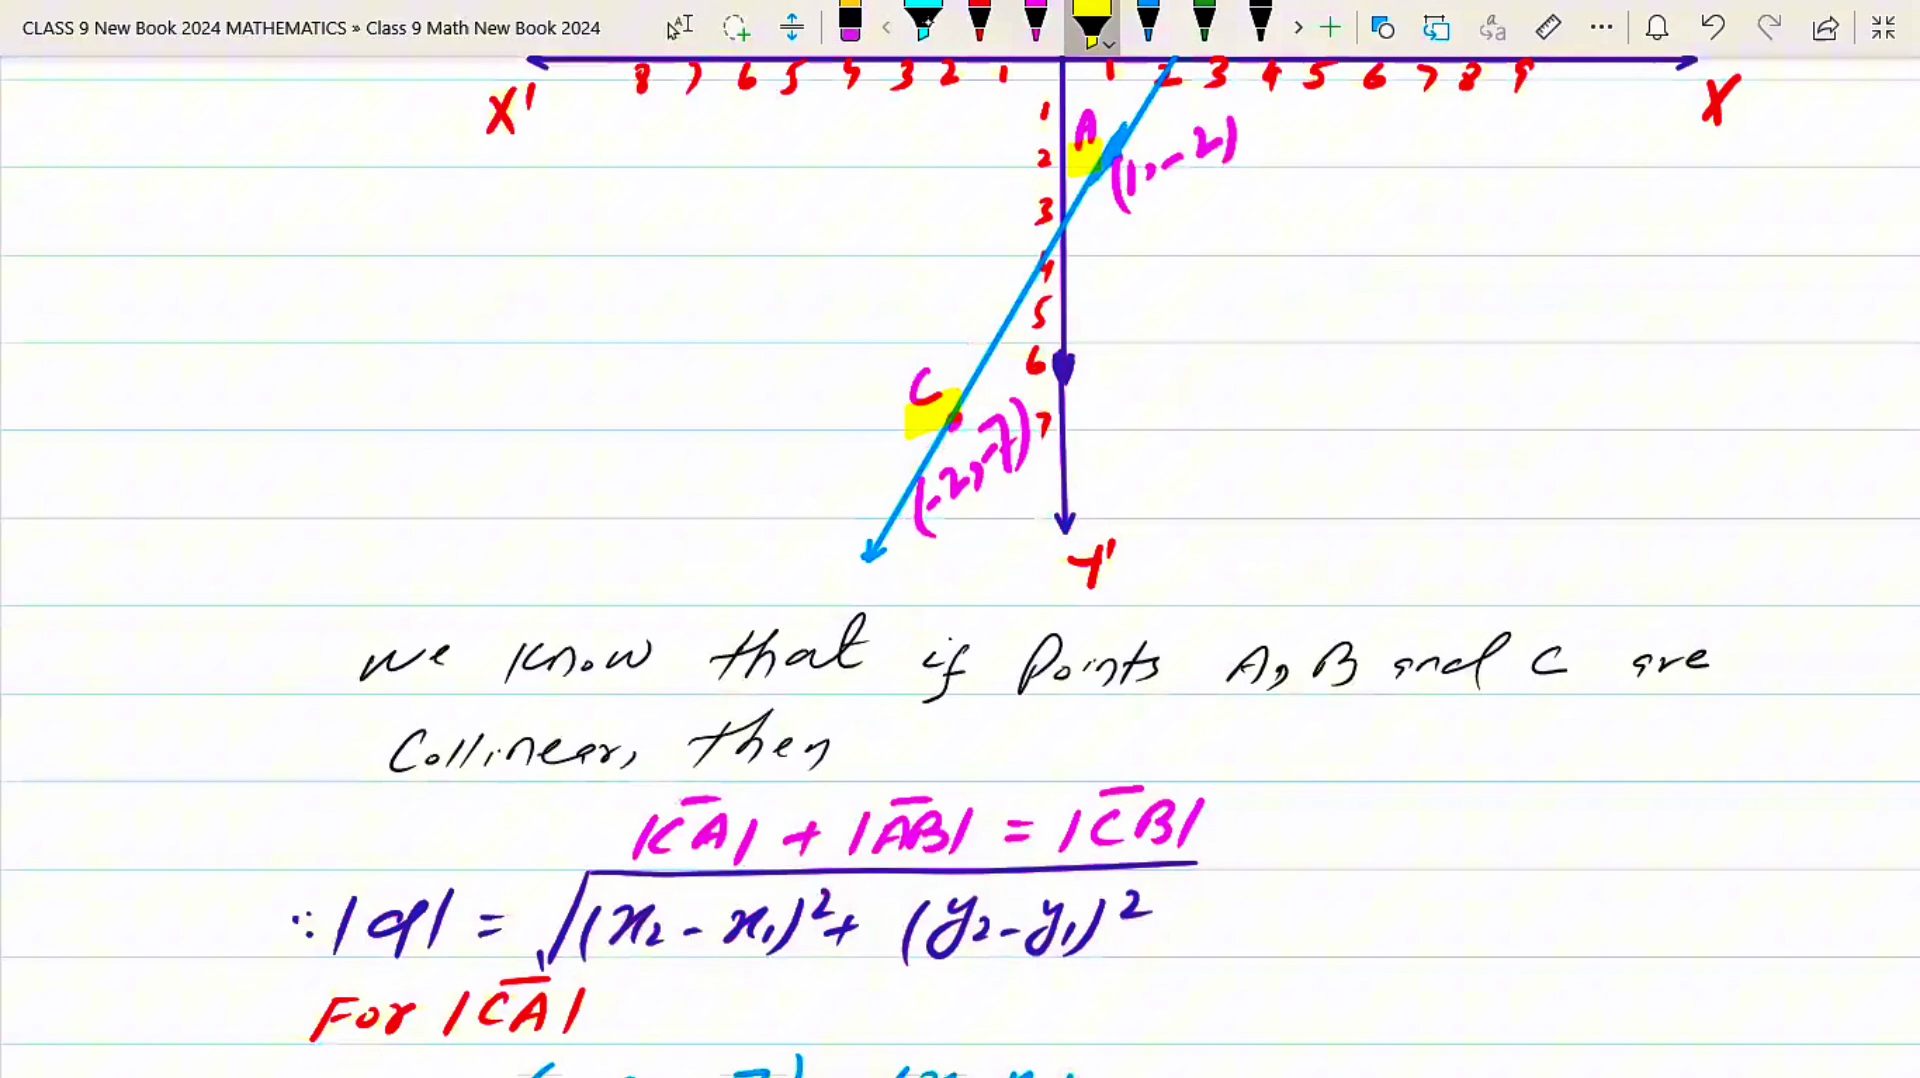 CLASS 9 New Book 2024 MATHEMATICS » Class 9 Math New Book 2024
8 7 6 5 4 3 2 1 1 2 3 4 5 6 7 8 9
X' X
1
A
2 (1, -2)
3
4
5
6
C
7
(-2, -7)
Y'
We know that if Points A, B and C are
Collinear, then
|CA| + |AB| = |CB|
∵ |d| = √(x₂ - x₁)² + (y₂ - y₁)²
For |CA|